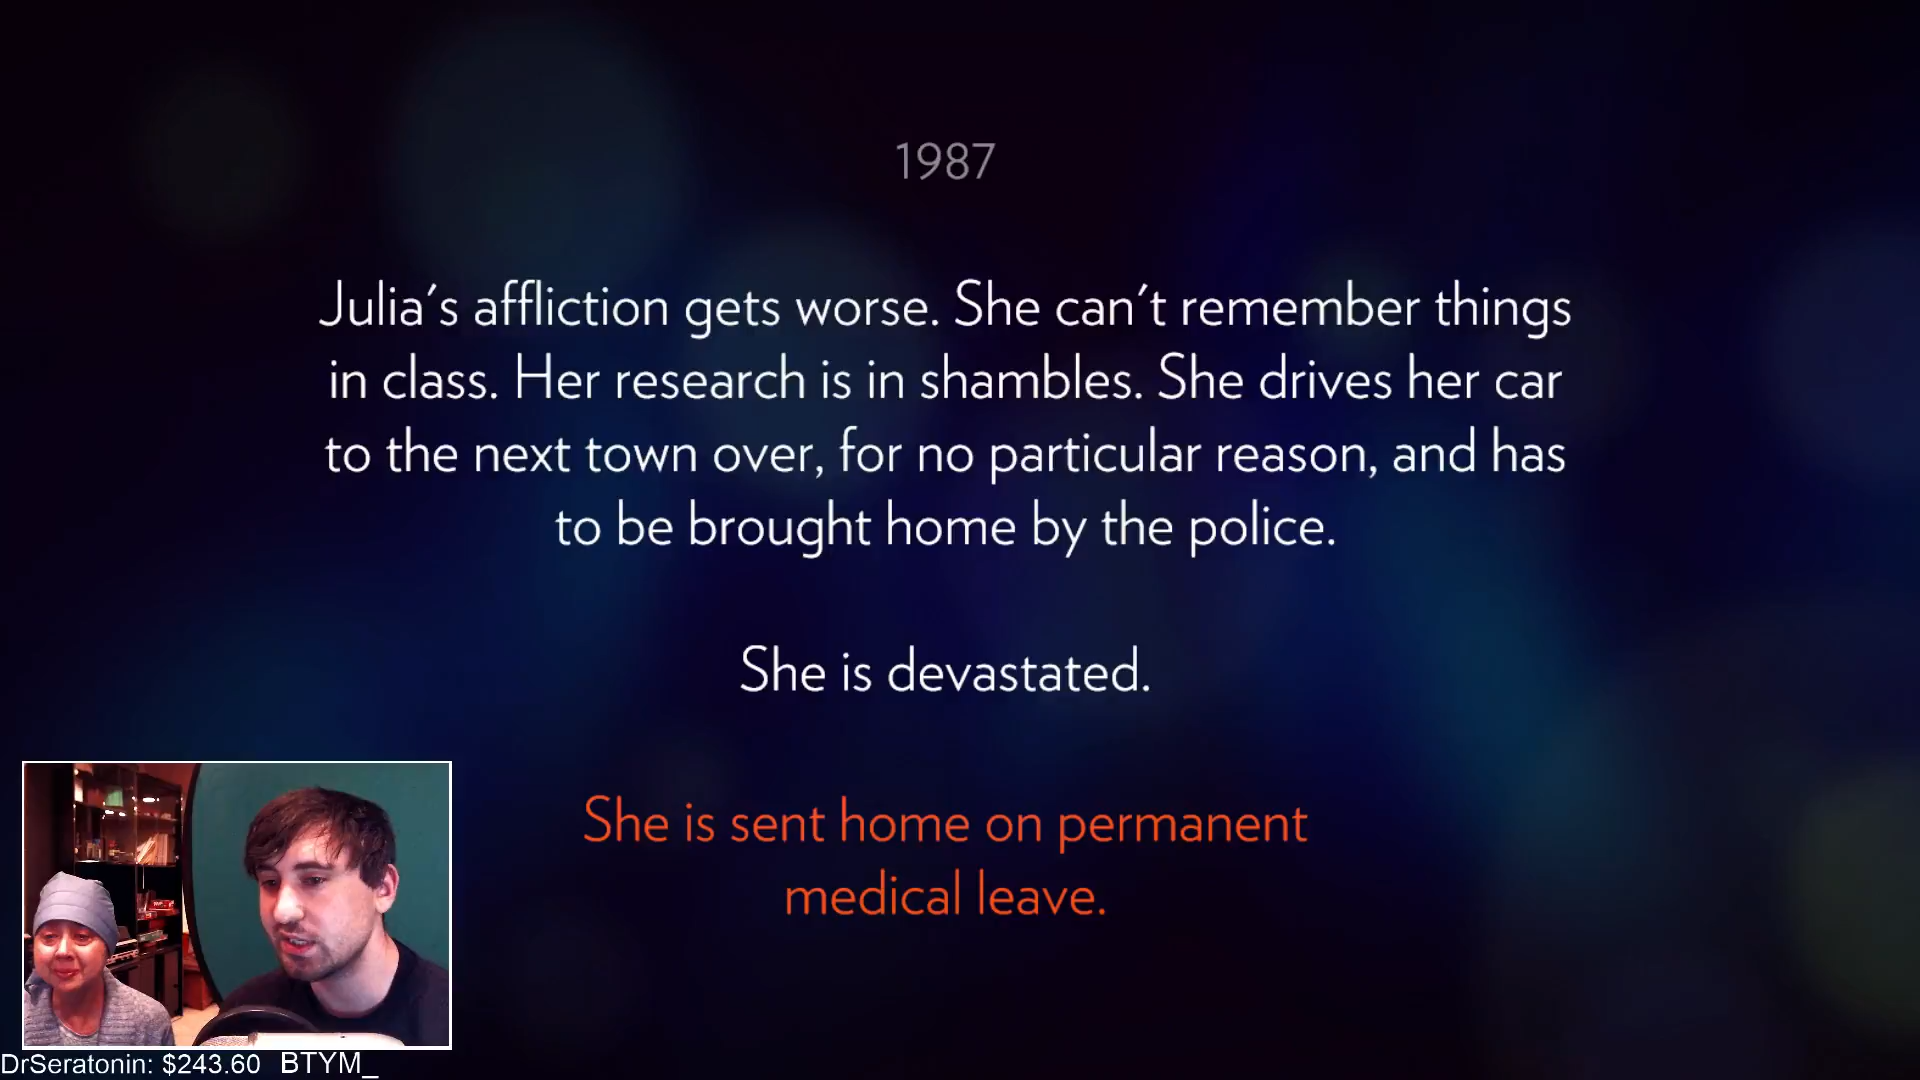 1987
Julia's affliction gets worse. She can't remember things
in class. Her research is in shambles. She drives her car
to the next town over, for no particular reason, and has
to be brought home by the police.
She is devastated.
She is sent home on permanent
medical leave.
DrSeratonin: $243.60 BTYM_